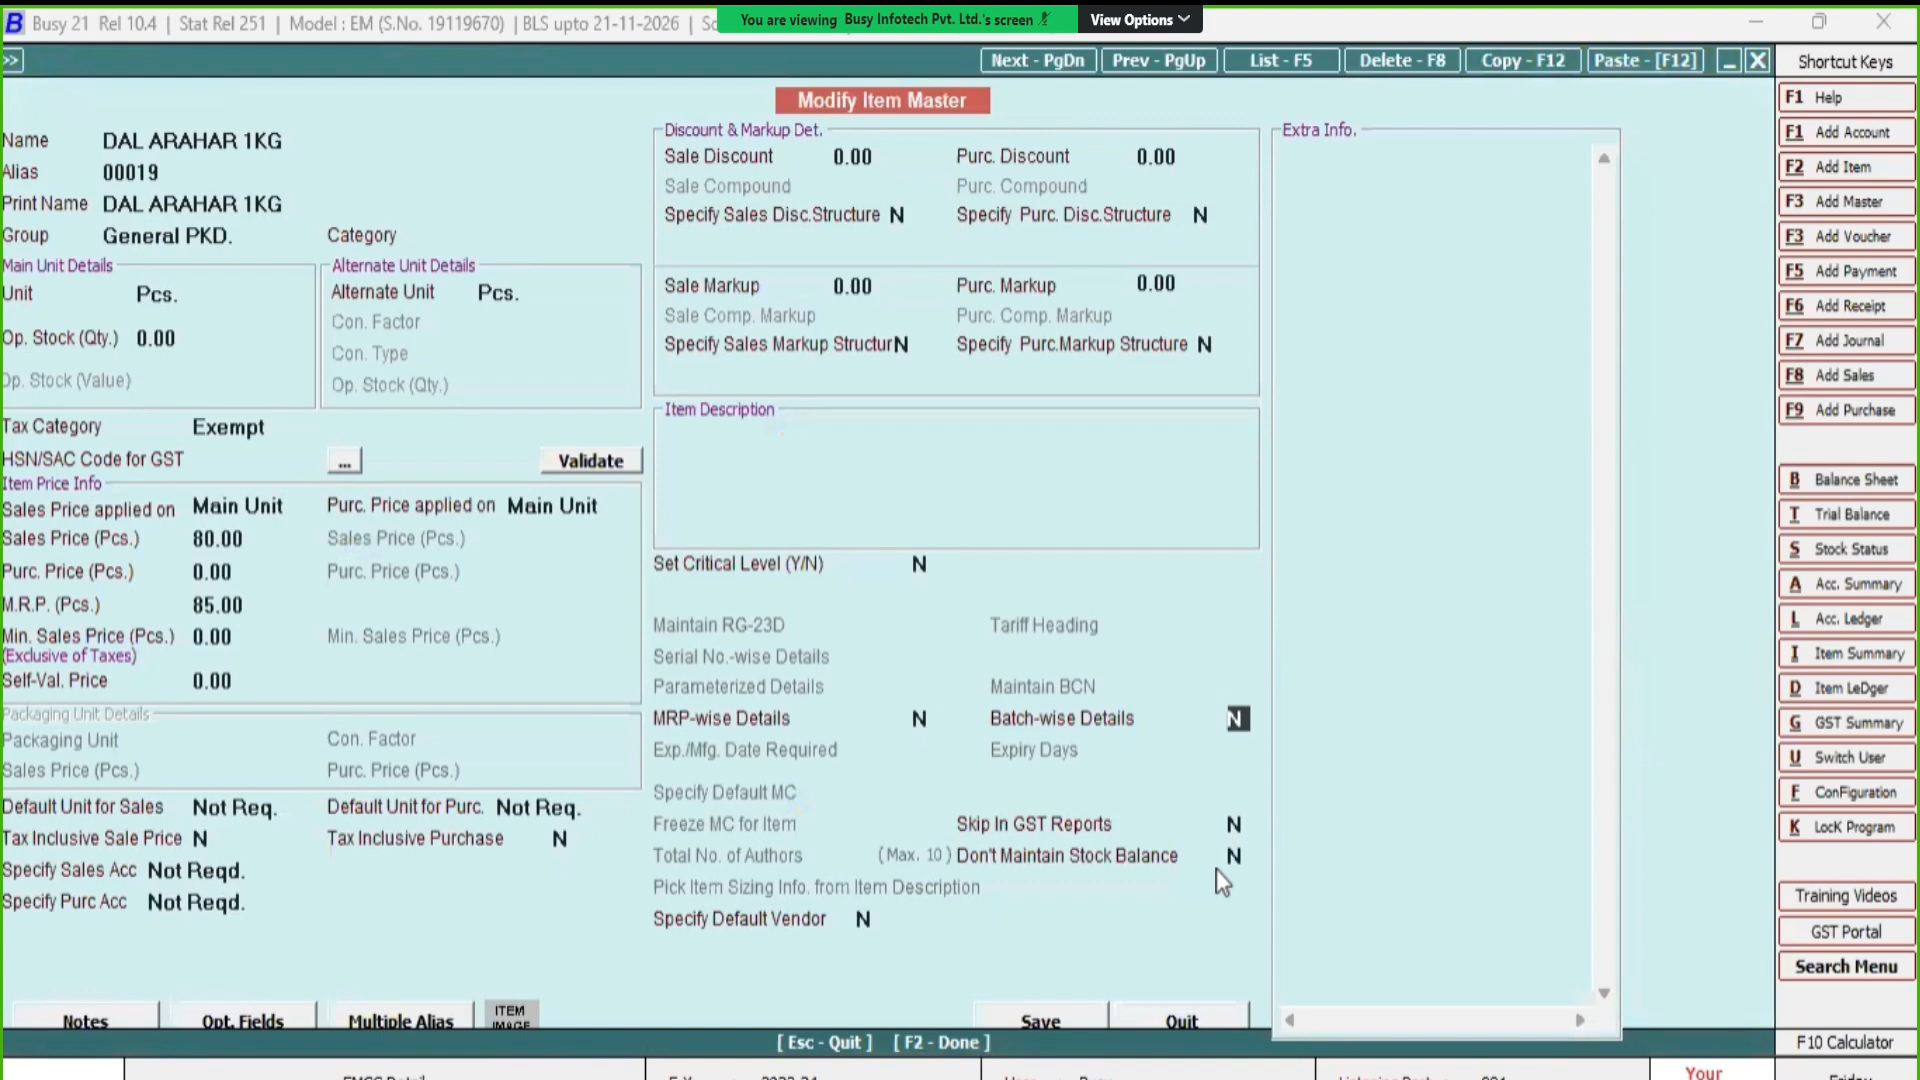 B Busy 21 Rel 10.4 | Stat Rel 251 | Model : EM (S.No. 19119670) | BLS upto 21-11-2026 |
You are viewing Busy Infotech Pvt. Ltd.'s screen View Options
>> Next - PgDn Prev - PgUp List - F5 Delete - F8 Copy - F12 Paste - [F12]
Modify Item Master
Name DAL ARAHAR 1KG
Alias 00019
Print Name DAL ARAHAR 1KG
Group General PKD. Category
Main Unit Details
Unit Pcs.
Op. Stock (Qty.) 0.00
Op. Stock (Value)
Alternate Unit Details
Alternate Unit Pcs.
Con. Factor
Con. Type
Op. Stock (Qty.)
Tax Category Exempt
HSN/SAC Code for GST ... Validate
Item Price Info
Sales Price applied on Main Unit Purc. Price applied on Main Unit
Sales Price (Pcs.) 80.00 Sales Price (Pcs.)
Purc. Price (Pcs.) 0.00 Purc. Price (Pcs.)
M.R.P. (Pcs.) 85.00
Min. Sales Price (Pcs.) 0.00 Min. Sales Price (Pcs.)
(Exclusive of Taxes)
Self-Val. Price 0.00
Packaging Unit Details
Packaging Unit Con. Factor
Sales Price (Pcs.) Purc. Price (Pcs.)
Default Unit for Sales Not Req. Default Unit for Purc. Not Req.
Tax Inclusive Sale Price N Tax Inclusive Purchase N
Specify Sales Acc Not Reqd.
Specify Purc Acc Not Reqd.
Notes Opt. Fields Multiple Alias ITEM IMAGE
Discount & Markup Det.
Sale Discount 0.00 Purc. Discount 0.00
Sale Compound Purc. Compound
Specify Sales Disc.Structure N Specify Purc. Disc.Structure N
Sale Markup 0.00 Purc. Markup 0.00
Sale Comp. Markup Purc. Comp. Markup
Specify Sales Markup Structur N Specify Purc.Markup Structure N
Item Description
Set Critical Level (Y/N) N
Maintain RG-23D Tariff Heading
Serial No.-wise Details
Parameterized Details Maintain BCN
MRP-wise Details N Batch-wise Details N
Exp./Mfg. Date Required Expiry Days
Specify Default MC
Freeze MC for Item Skip In GST Reports N
Total No. of Authors (Max. 10) Don't Maintain Stock Balance N
Pick Item Sizing Info. from Item Description
Specify Default Vendor N
Save Quit
Extra Info.
[ Esc - Quit ] [ F2 - Done ]
Shortcut Keys
F1 Help
F1 Add Account
F2 Add Item
F3 Add Master
F3 Add Voucher
F5 Add Payment
F6 Add Receipt
F7 Add Journal
F8 Add Sales
F9 Add Purchase
B Balance Sheet
T Trial Balance
S Stock Status
A Acc. Summary
L Acc. Ledger
I Item Summary
D Item LeDger
G GST Summary
U Switch User
F ConFiguration
K LocK Program
Training Videos
GST Portal
Search Menu
F10 Calculator
Your